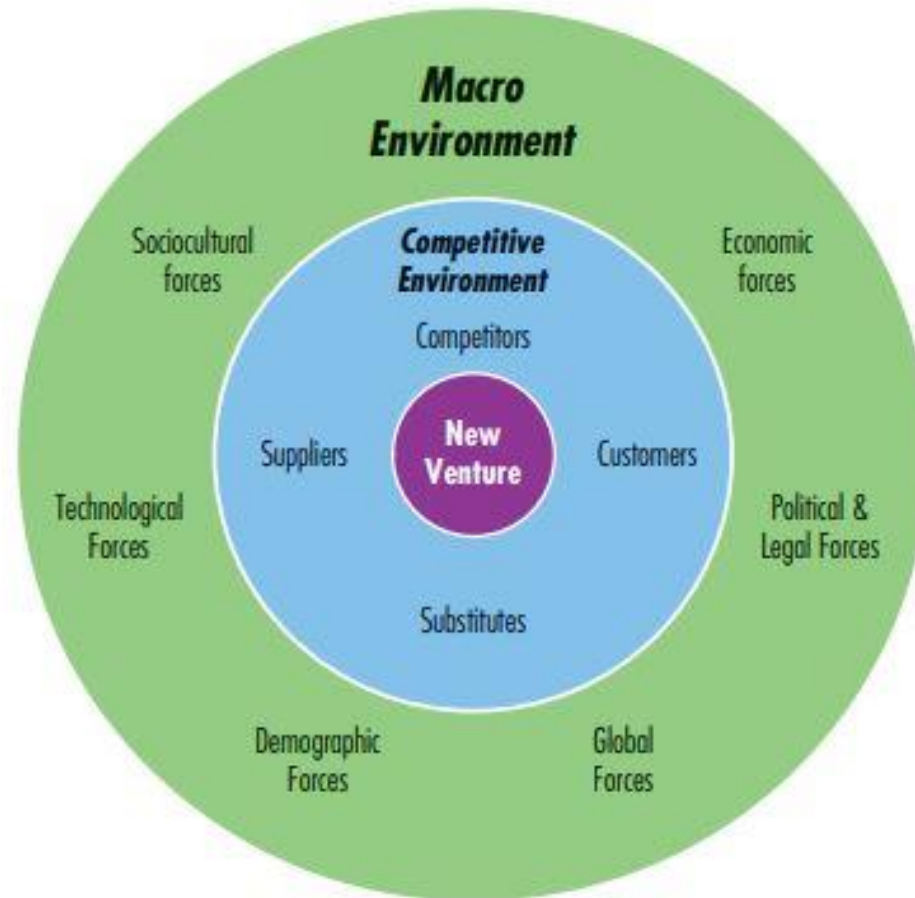 Macro
Environment
Sociocultural
forces
Economic
forces
Competitive
Environment
Competitors
Suppliers
New
Venture
Customers
Technological
Forces
Political &
Legal Forces
Substitutes
Demographic
Forces
Global
Forces